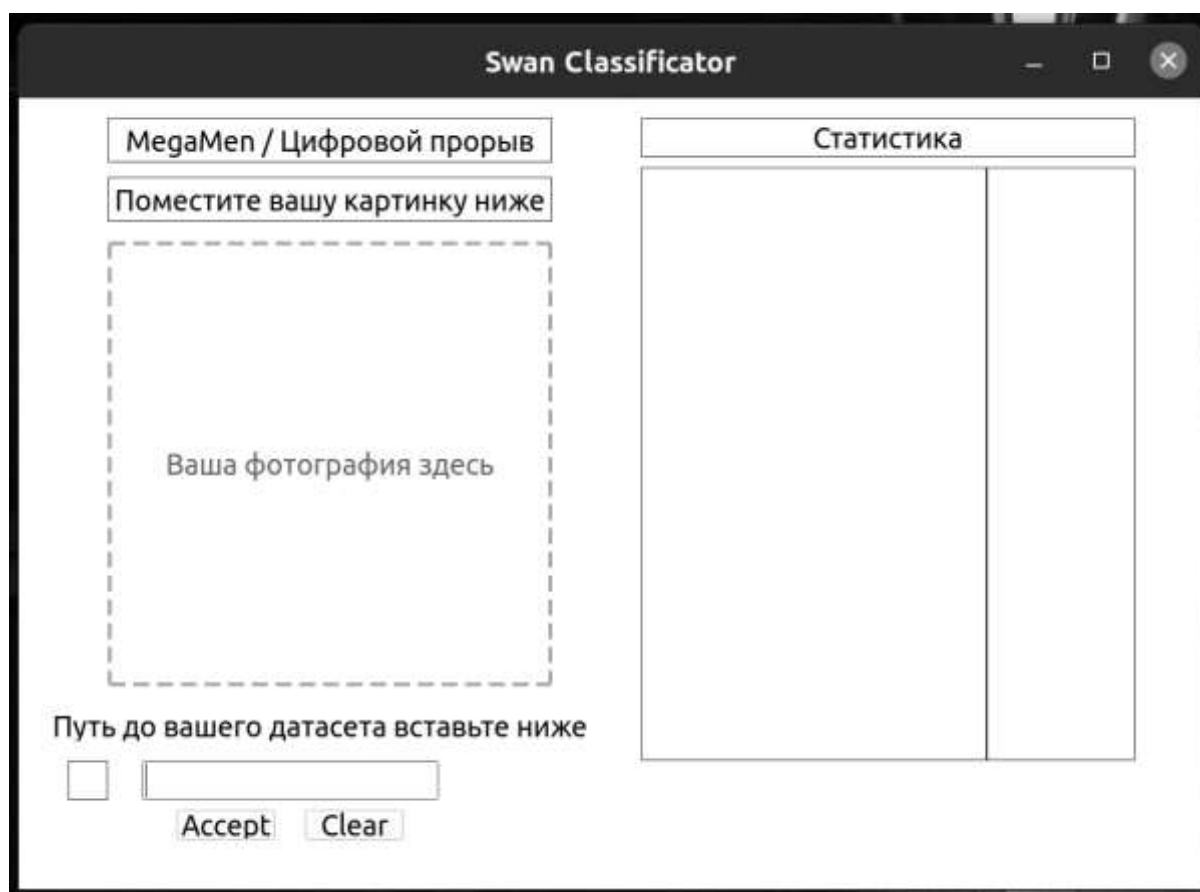 Swan Classificator
MegaMen / Цифровой прорыв
Поместите вашу картинку ниже
Ваша фотография здесь
Путь до вашего датасета вставьте ниже
Accept
Clear
Статистика